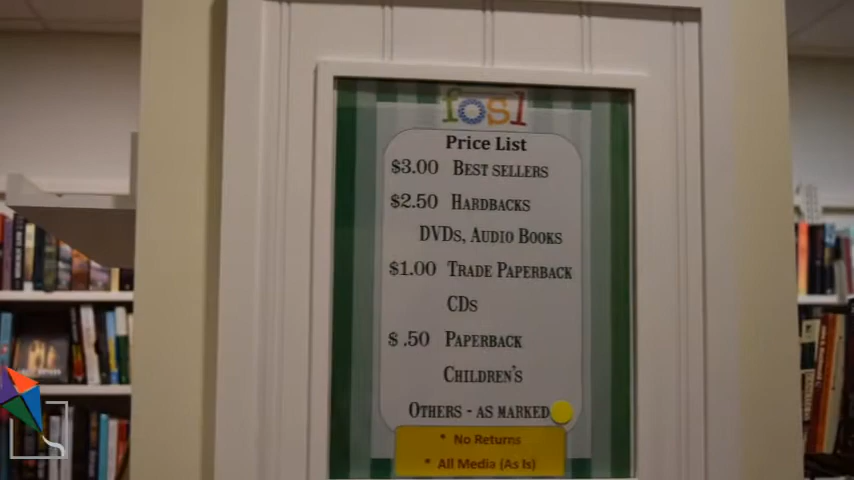 fosl
Price List
$3.00 BEST SELLERS
$2.50 HARDBACKS
DVDS, AUDIO BOOKS
$1.00 TRADE PAPERBACK
CDS
$ .50 PAPERBACK
CHILDREN'S
OTHERS - AS MARKED
* No Returns
* All Media (As Is)